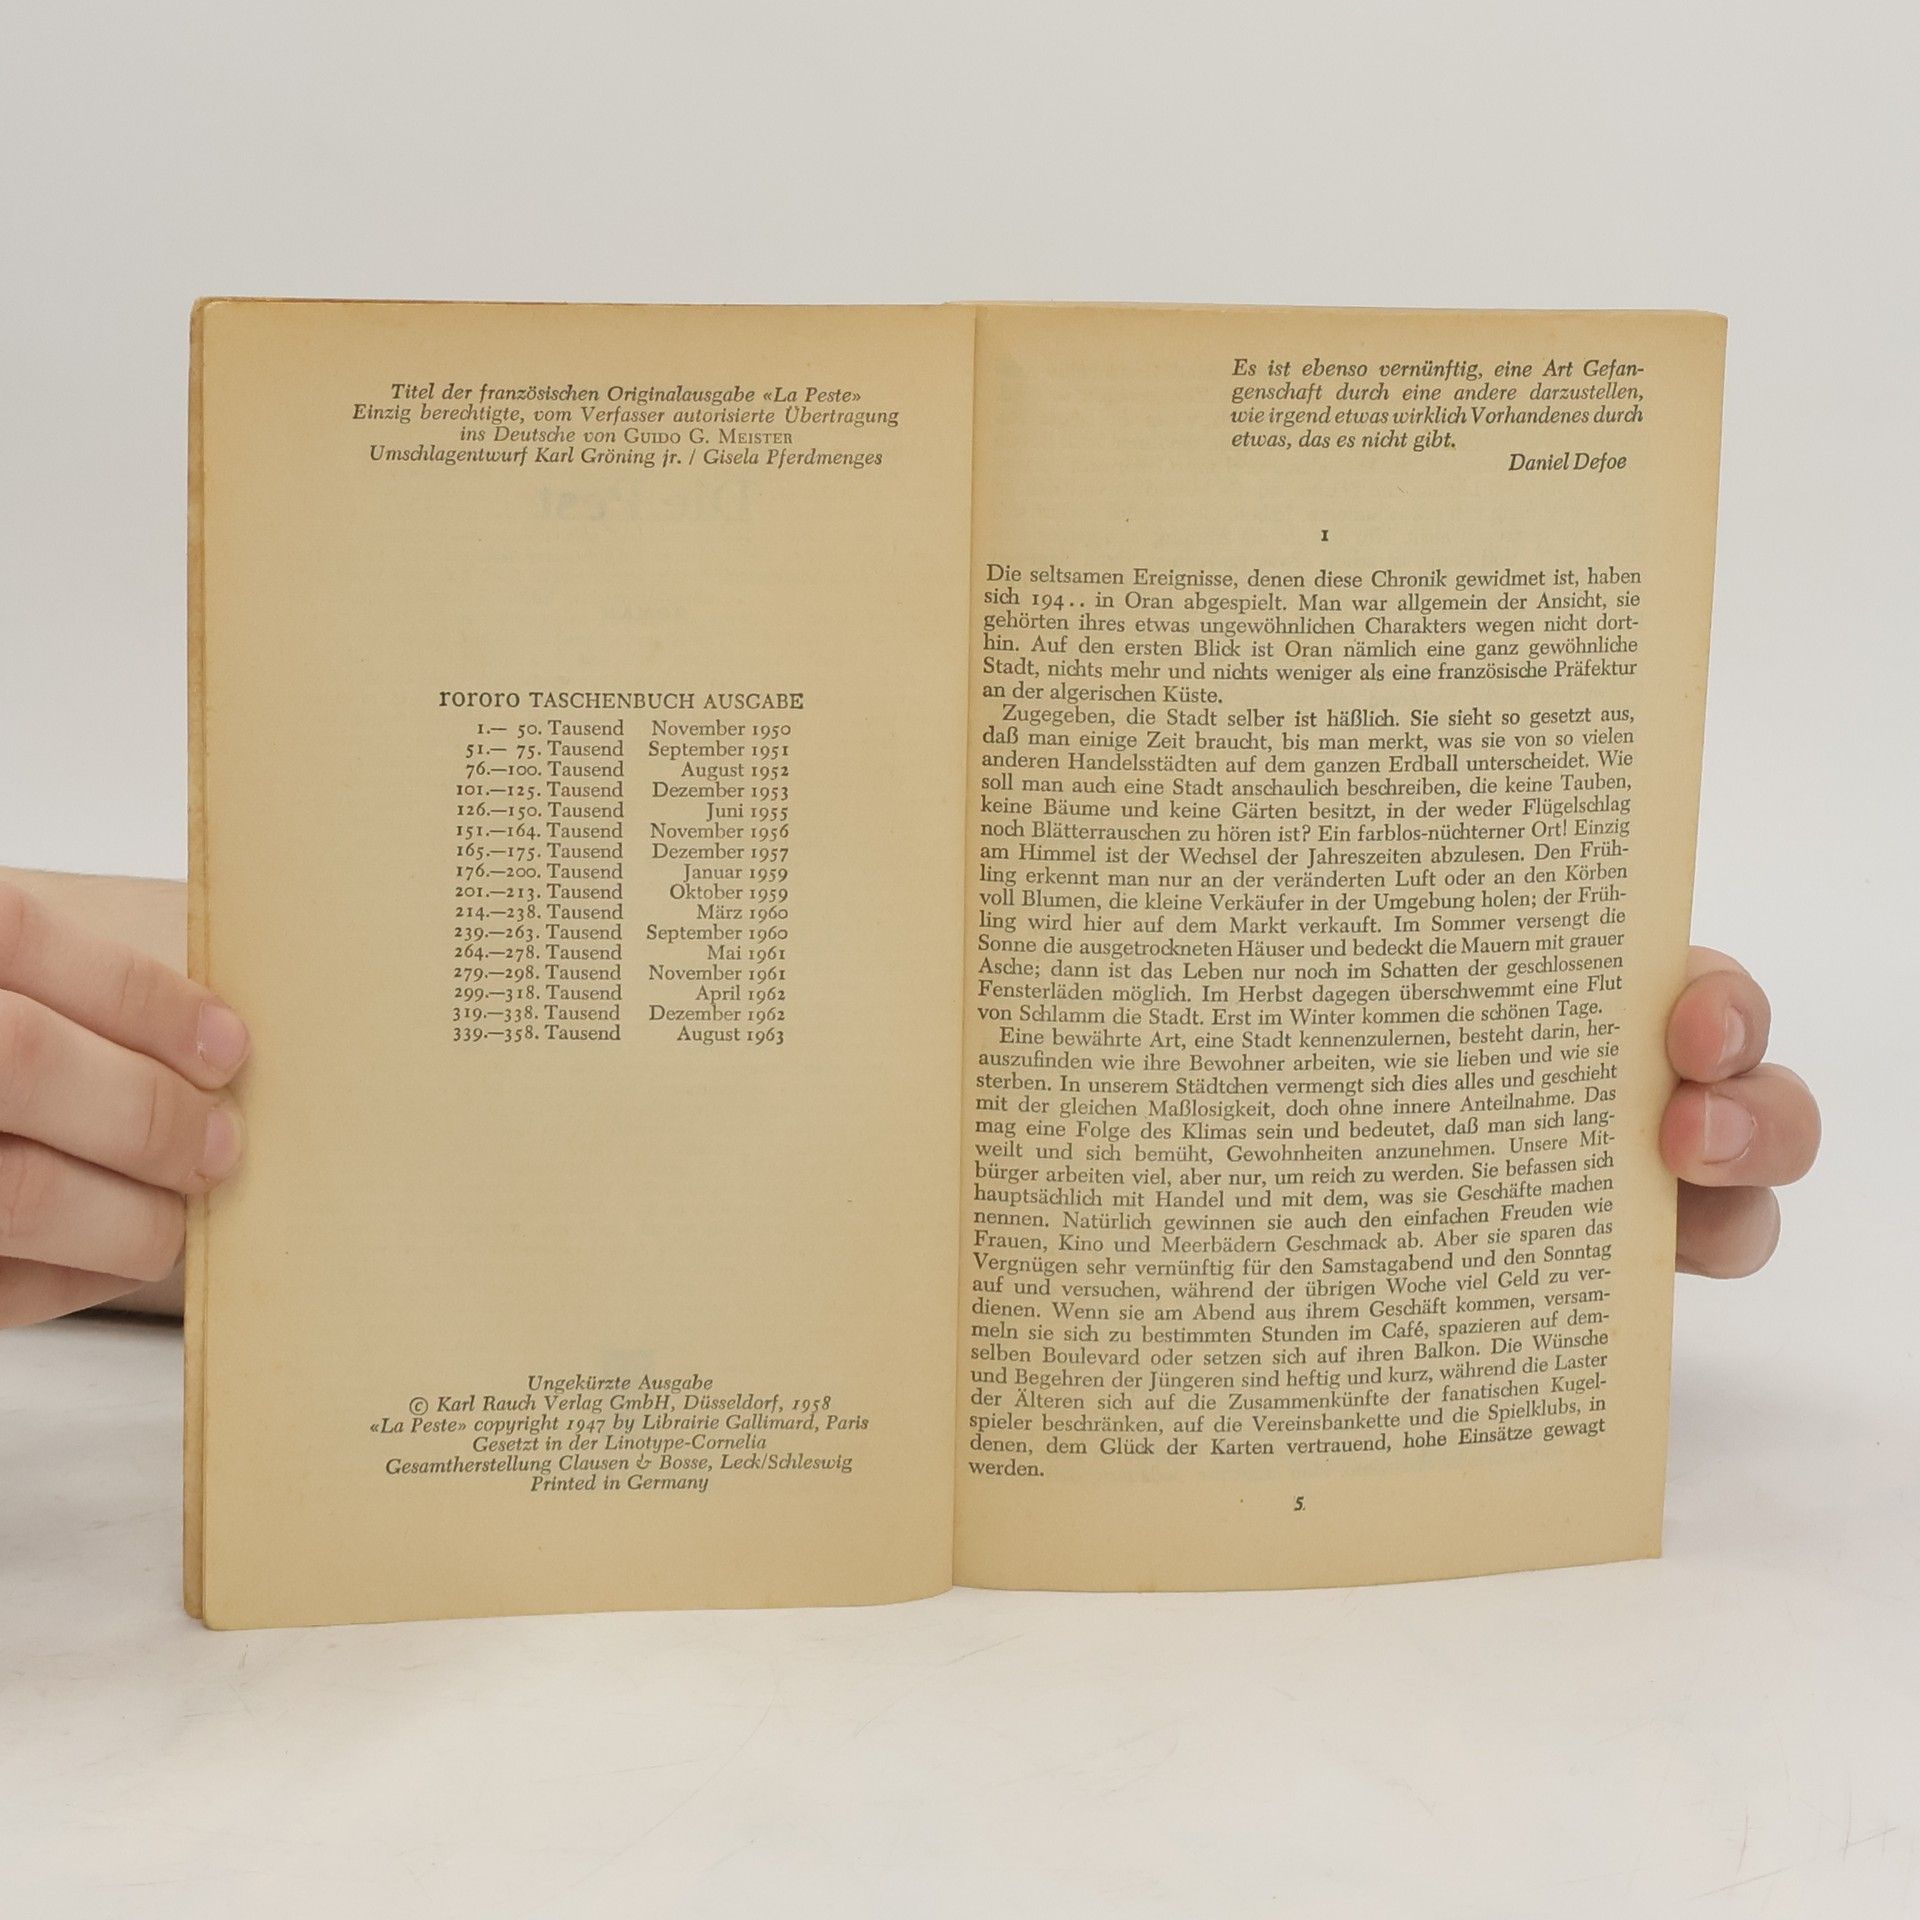 Titel der französischen Originalausgabe «La Peste»
Einzig berechtigte, vom Verfasser autorisierte Übertragung
ins Deutsche von GUIDO G. MEISTER
Umschlagentwurf Karl Gröning jr. / Gisela Pferdmenges
rororo TASCHENBUCH AUSGABE
1.— 50. Tausend November 1950
51.— 75. Tausend September 1951
76.—100. Tausend August 1952
101.—125. Tausend Dezember 1953
126.—150. Tausend Juni 1955
151.—164. Tausend November 1956
165.—175. Tausend Dezember 1957
176.—200. Tausend Januar 1959
201.—213. Tausend Oktober 1959
214.—238. Tausend März 1960
239.—263. Tausend September 1960
264.—278. Tausend Mai 1961
279.—298. Tausend November 1961
299.—318. Tausend April 1962
319.—338. Tausend Dezember 1962
339.—358. Tausend August 1963
Ungekürzte Ausgabe
© Karl Rauch Verlag GmbH, Düsseldorf, 1958
«La Peste» copyright 1947 by Librairie Gallimard, Paris
Gesetzt in der Linotype-Cornelia
Gesamtherstellung Clausen & Bosse, Leck/Schleswig
Printed in Germany
Es ist ebenso vernünftig, eine Art Gefan-
genschaft durch eine andere darzustellen,
wie irgend etwas wirklich Vorhandenes durch
etwas, das es nicht gibt.
Daniel Defoe
1
Die seltsamen Ereignisse, denen diese Chronik gewidmet ist, haben
sich 194.. in Oran abgespielt. Man war allgemein der Ansicht, sie
gehörten ihres etwas ungewöhnlichen Charakters wegen nicht dort-
hin. Auf den ersten Blick ist Oran nämlich eine ganz gewöhnliche
Stadt, nichts mehr und nichts weniger als eine französische Präfektur
an der algerischen Küste.
Zugegeben, die Stadt selber ist häßlich. Sie sieht so gesetzt aus,
daß man einige Zeit braucht, bis man merkt, was sie von so vielen
anderen Handelsstädten auf dem ganzen Erdball unterscheidet. Wie
soll man auch eine Stadt anschaulich beschreiben, die keine Tauben,
keine Bäume und keine Gärten besitzt, in der weder Flügelschlag
noch Blätterrauschen zu hören ist? Ein farblos-nüchterner Ort! Einzig
am Himmel ist der Wechsel der Jahreszeiten abzulesen. Den Früh-
ling erkennt man nur an der veränderten Luft oder an den Körben
voll Blumen, die kleine Verkäufer in der Umgebung holen; der Früh-
ling wird hier auf dem Markt verkauft. Im Sommer versengt die
Sonne die ausgetrockneten Häuser und bedeckt die Mauern mit grauer
Asche; dann ist das Leben nur noch im Schatten der geschlossenen
Fensterläden möglich. Im Herbst dagegen überschwemmt eine Flut
von Schlamm die Stadt. Erst im Winter kommen die schönen Tage.
Eine bewährte Art, eine Stadt kennenzulernen, besteht darin, her-
auszufinden wie ihre Bewohner arbeiten, wie sie lieben und wie sie
sterben. In unserem Städtchen vermengt sich dies alles und geschieht
mit der gleichen Maßlosigkeit, doch ohne innere Anteilnahme. Das
mag eine Folge des Klimas sein und bedeutet, daß man sich lang-
weilt und sich bemüht, Gewohnheiten anzunehmen. Unsere Mit-
bürger arbeiten viel, aber nur, um reich zu werden. Sie befassen sich
hauptsächlich mit Handel und mit dem, was sie Geschäfte machen
nennen. Natürlich gewinnen sie auch den einfachen Freuden wie
Frauen, Kino und Meerbädern Geschmack ab. Aber sie sparen das
Vergnügen sehr vernünftig für den Samstagabend und den Sonntag
auf und versuchen, während der übrigen Woche viel Geld zu ver-
dienen. Wenn sie am Abend aus ihrem Geschäft kommen, versam-
meln sie sich zu bestimmten Stunden im Café, spazieren auf dem-
selben Boulevard oder setzen sich auf ihren Balkon. Die Wünsche
und Begehren der Jüngeren sind heftig und kurz, während die Laster
der Älteren sich auf die Zusammenkünfte der fanatischen Kugel-
spieler beschränken, auf die Vereinsbankette und die Spielklubs, in
denen, dem Glück der Karten vertrauend, hohe Einsätze gewagt
werden.
5